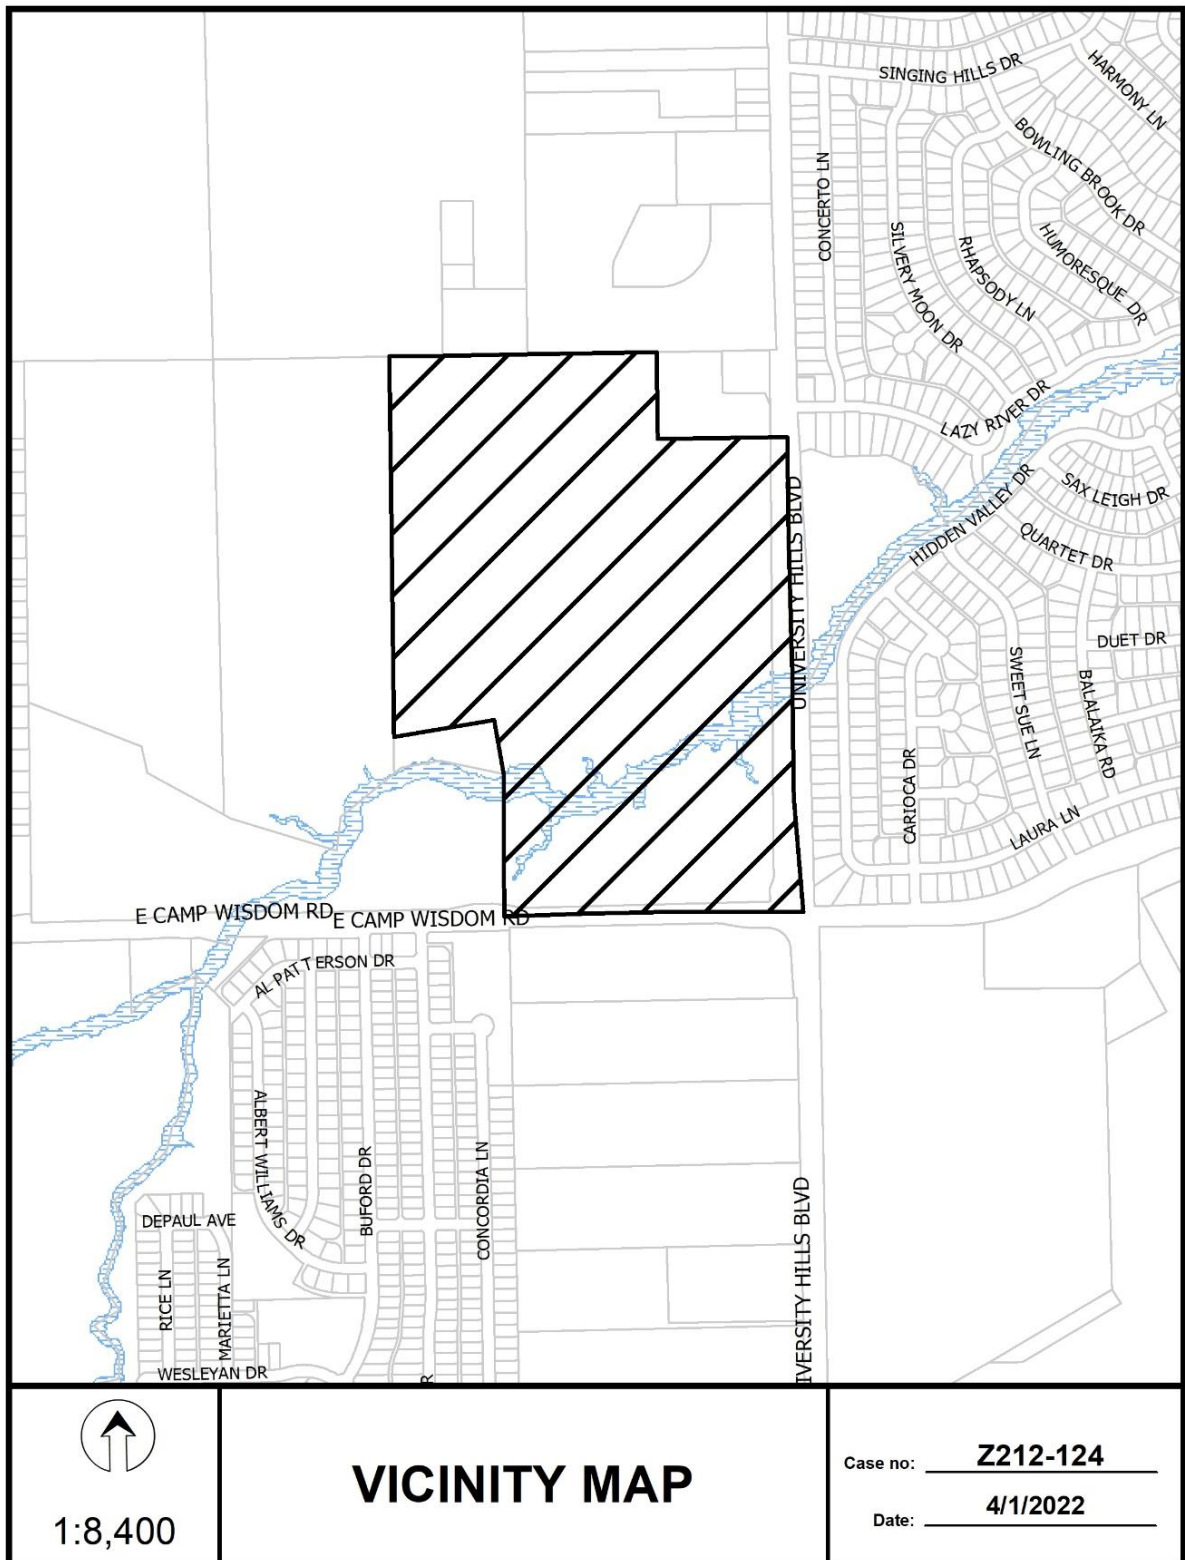 SINGING HILLS DR
HARMONY LN
BOWLING BROOK DR
CONCERTO LN
SILVERY MOON DR
RHAPSODY LN
HUMORESQUE DR
LAZY RIVER DR
SAX LEIGH DR
HIDDEN VALLEY DR
QUARTET DR
UNIVERSITY HILLS BLVD
DUET DR
SWEET SUE LN
BALALAIKA RD
CARIOCA DR
LAURA LN
E CAMP WISDOM RD
E CAMP WISDOM RD
AL PATTERSON DR
ALBERT WILLIAMS DR
BUFORD DR
CONCORDIA LN
IVERSITY HILLS BLVD
DEPAUL AVE
RICE LN
MARIETTA LN
WESLEYAN DR
R
1:8,400
VICINITY MAP
Case no: Z212-124
Date: 4/1/2022